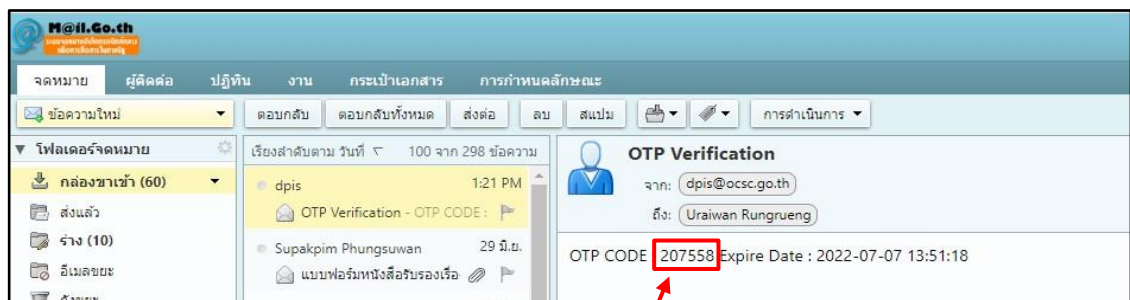 M@il.Go.th
จดหมาย ผู้ติดต่อ ปฏิทิน งาน กระเป๋าเอกสาร การกำหนดลักษณะ
ข้อความใหม่ ตอบกลับ ตอบกลับทั้งหมด ส่งต่อ ลบ สแปม การดำเนินการ
โฟลเดอร์จดหมาย
กล่องขาเข้า (60)
ส่งแล้ว
ร่าง (10)
อีเมลขยะ
ถังขยะ
เรียงลำดับตาม วันที่ 100 จาก 298 ข้อความ
dpis 1:21 PM
OTP Verification - OTP CODE :
Supakpim Phungsuwan 29 มิ.ย.
แบบฟอร์มหนังสือรับรองเรื่อ
OTP Verification
จาก: dpis@ocsc.go.th
ถึง: Uraiwan Rungrueng
OTP CODE 207558 Expire Date : 2022-07-07 13:51:18